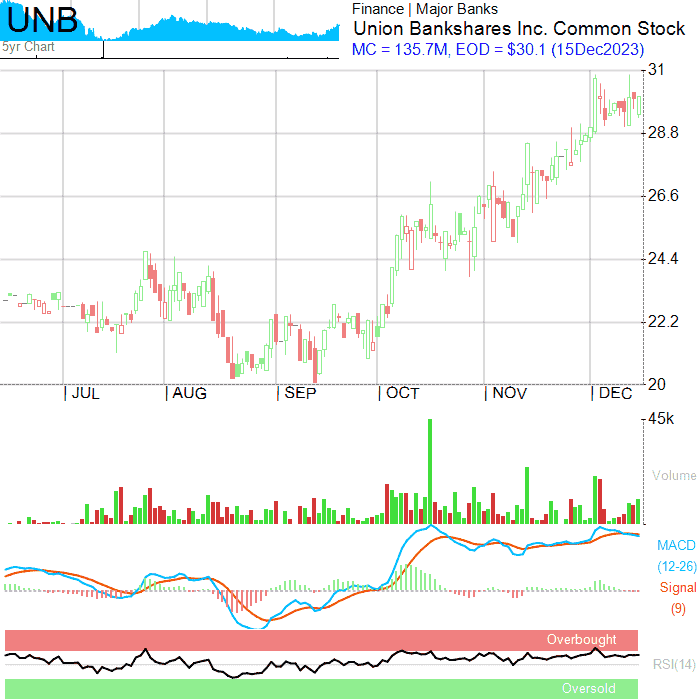 UNB
5yr Chart
Finance | Major Banks
Union Bankshares Inc. Common Stock
MC = 135.7M, EOD = $30.1 (15Dec2023)
31
28.8
26.6
24.4
22.2
20
| JUL | AUG | SEP | OCT | NOV | DEC
45k
Volume
MACD
(12-26)
Signal
(9)
Overbought
RSI(14)
Oversold